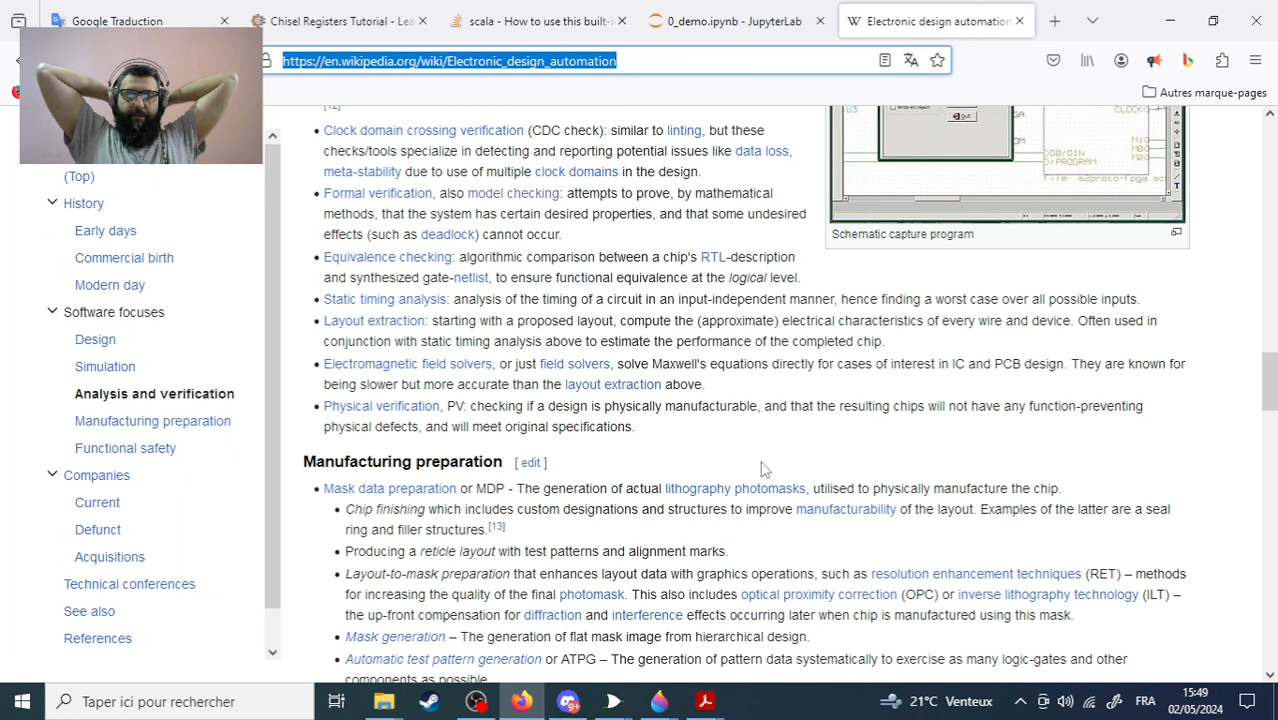 Google Traduction
Chisel Registers Tutorial - Lea
scala - How to use this built-i
0_demo.ipynb - JupyterLab
Electronic design automation
https://en.wikipedia.org/wiki/Electronic_design_automation
Autres marque-pages
(Top)
History
Early days
Commercial birth
Modern day
Software focuses
Design
Simulation
Analysis and verification
Manufacturing preparation
Functional safety
Companies
Current
Defunct
Acquisitions
Technical conferences
See also
References
[12]
• Clock domain crossing verification (CDC check): similar to linting, but these
checks/tools specialize in detecting and reporting potential issues like data loss,
meta-stability due to use of multiple clock domains in the design.
• Formal verification, also model checking: attempts to prove, by mathematical
methods, that the system has certain desired properties, and that some undesired
effects (such as deadlock) cannot occur.
• Equivalence checking: algorithmic comparison between a chip's RTL-description
and synthesized gate-netlist, to ensure functional equivalence at the logical level.
• Static timing analysis: analysis of the timing of a circuit in an input-independent manner, hence finding a worst case over all possible inputs.
• Layout extraction: starting with a proposed layout, compute the (approximate) electrical characteristics of every wire and device. Often used in
conjunction with static timing analysis above to estimate the performance of the completed chip.
• Electromagnetic field solvers, or just field solvers, solve Maxwell's equations directly for cases of interest in IC and PCB design. They are known for
being slower but more accurate than the layout extraction above.
• Physical verification, PV: checking if a design is physically manufacturable, and that the resulting chips will not have any function-preventing
physical defects, and will meet original specifications.
U3
CLOCK
Quit
M1
M0
M2
DD0/DIN
D/PROGRAM
Schematic capture program
Manufacturing preparation [ edit ]
• Mask data preparation or MDP - The generation of actual lithography photomasks, utilised to physically manufacture the chip.
• Chip finishing which includes custom designations and structures to improve manufacturability of the layout. Examples of the latter are a seal
ring and filler structures.[13]
• Producing a reticle layout with test patterns and alignment marks.
• Layout-to-mask preparation that enhances layout data with graphics operations, such as resolution enhancement techniques (RET) – methods
for increasing the quality of the final photomask. This also includes optical proximity correction (OPC) or inverse lithography technology (ILT) –
the up-front compensation for diffraction and interference effects occurring later when chip is manufactured using this mask.
• Mask generation – The generation of flat mask image from hierarchical design.
• Automatic test pattern generation or ATPG – The generation of pattern data systematically to exercise as many logic-gates and other
components as possible.
Taper ici pour rechercher
21°C Venteux
FRA
15:49
02/05/2024